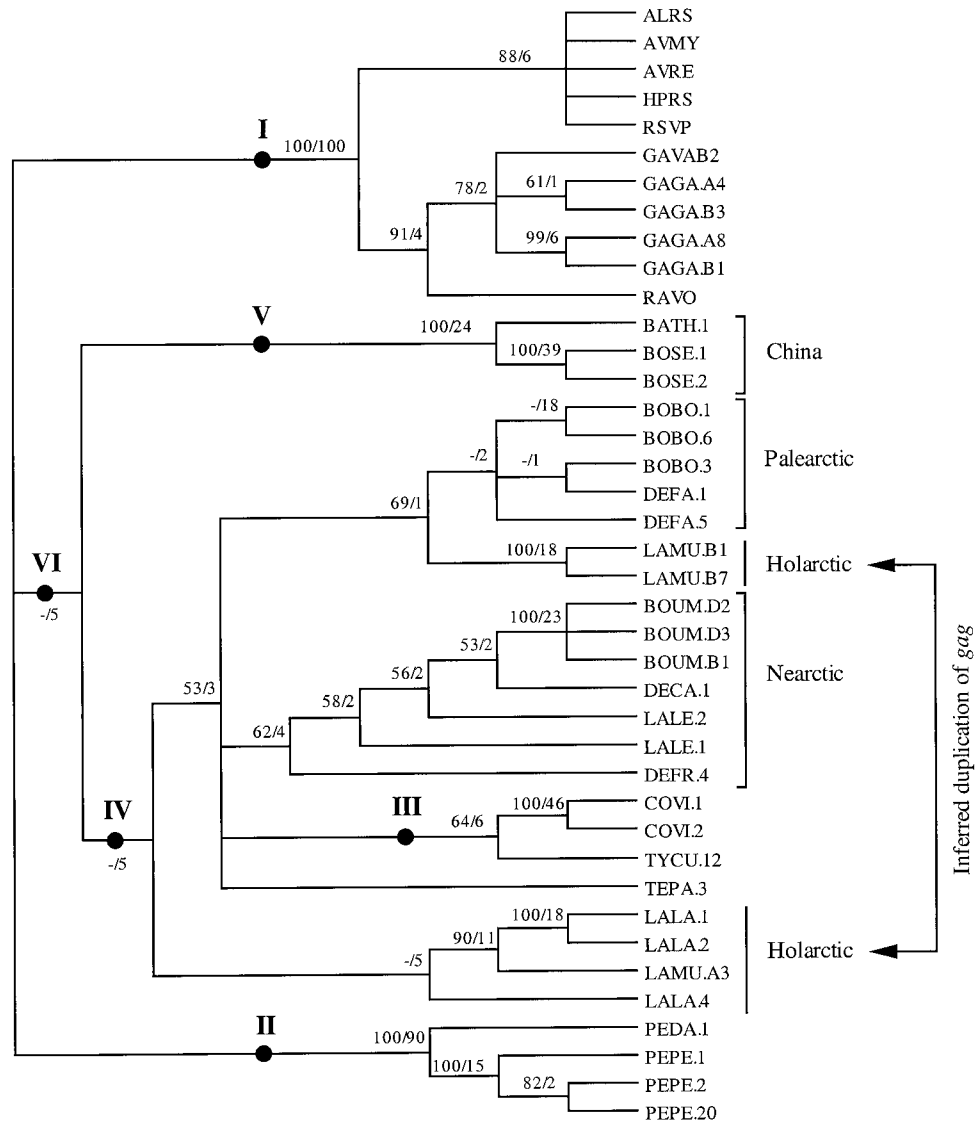 ALRS
AVMY
88/6
AVRE
HPRS
I
RSVP
100/100
GAVAB2
78/2
61/1
GAGA.A4
GAGA.B3
91/4
99/6
GAGA.A8
GAGA.B1
RAVO
V
100/24
BATH.1
100/39
BOSE.1
China
BOSE.2
-/18
BOBO.1
BOBO.6
-/2
-/1
BOBO.3
Palearctic
DEFA.1
69/1
DEFA.5
100/18
LAMU.B1
Holarctic
LAMU.B7
VI
-/5
100/23
BOUM.D2
BOUM.D3
53/2
BOUM.B1
Nearctic
56/2
DECA.1
53/3
58/2
LALE.2
62/4
LALE.1
DEFR.4
IV
-/5
III
100/46
COVI.1
64/6
COVI.2
TYCU.12
TEPA.3
100/18
LALA.1
90/11
LALA.2
Holarctic
-/5
LAMU.A3
LALA.4
Inferred duplication of gag
II
100/90
PEDA.1
100/15
PEPE.1
82/2
PEPE.2
PEPE.20